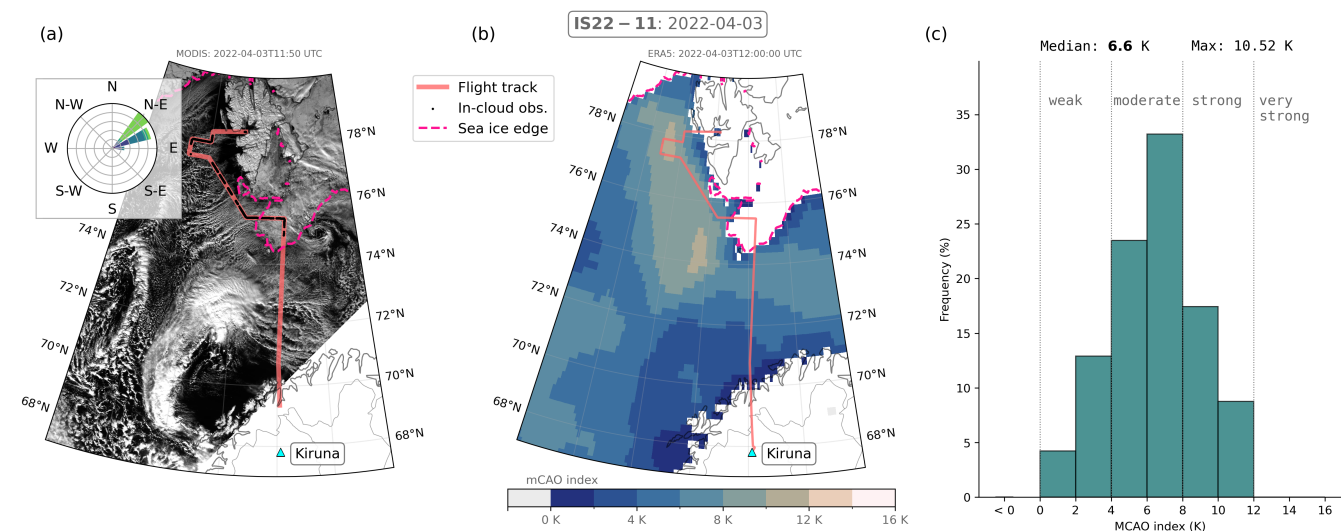 IS22 − 11: 2022-04-03
(a)
MODIS: 2022-04-03T11:50 UTC
N
N-W
N-E
W
E
S-W
S-E
S
78°N
76°N
74°N
74°N
72°N
72°N
70°N
70°N
68°N
68°N
Kiruna
Flight track
In-cloud obs.
Sea ice edge
(b)
ERA5: 2022-04-03T12:00:00 UTC
78°N
78°N
76°N
76°N
74°N
74°N
72°N
72°N
70°N
70°N
68°N
68°N
Kiruna
mCAO index
0 K
4 K
8 K
12 K
16 K
(c)
Median: 6.6 K
Max: 10.52 K
weak
moderate
strong
very
strong
Frequency (%)
35
30
25
20
15
10
5
0
< 0
0
2
4
6
8
10
12
14
16
MCAO index (K)